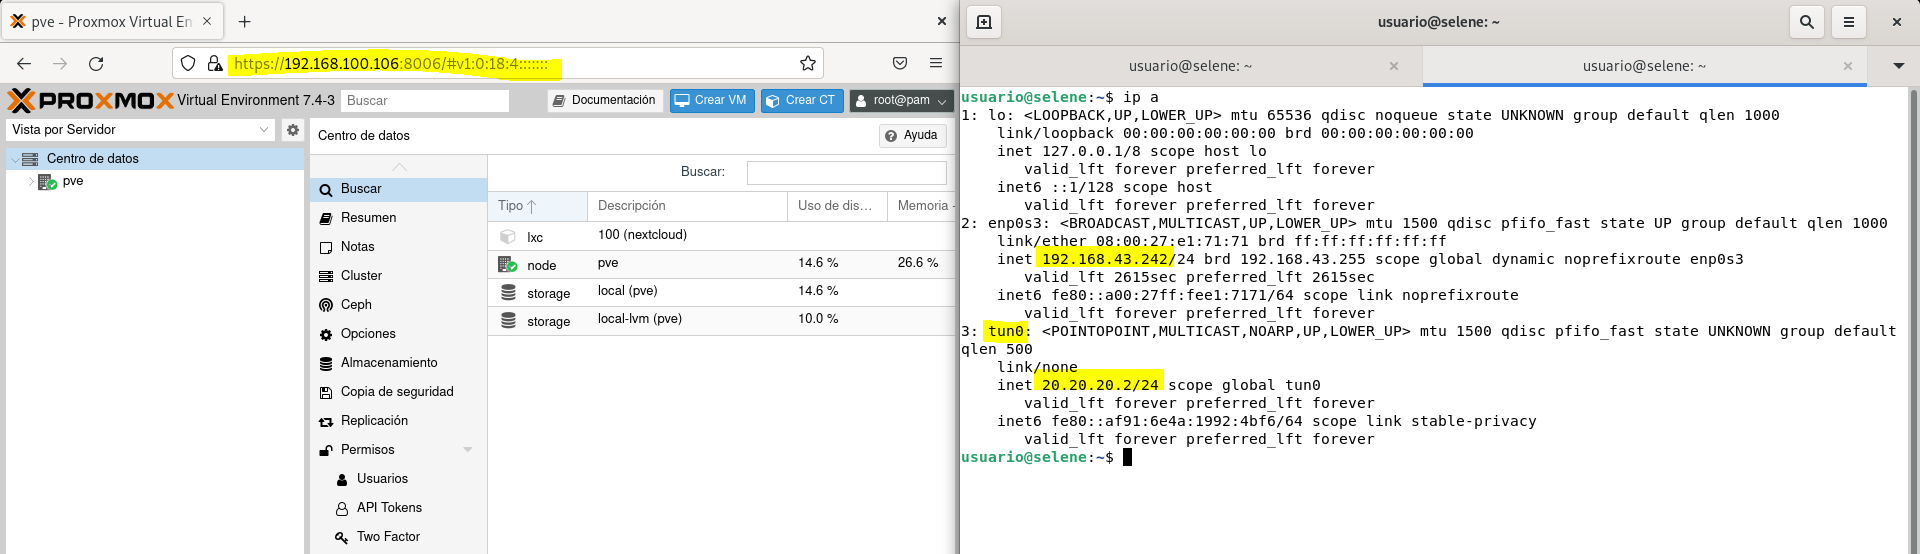 pve - Proxmox Virtual En
https://192.168.100.106:8006/#v1:0:18:4:::::::
PROXMOX Virtual Environment 7.4-3
Buscar
Documentación
Crear VM
Crear CT
root@pam
Vista por Servidor
Centro de datos
pve
Centro de datos
Ayuda
Buscar
Resumen
Notas
Cluster
Ceph
Opciones
Almacenamiento
Copia de seguridad
Replicación
Permisos
Usuarios
API Tokens
Two Factor
Buscar:
Tipo Descripción Uso de dis... Memoria
lxc 100 (nextcloud)
node pve 14.6 % 26.6 %
storage local (pve) 14.6 %
storage local-lvm (pve) 10.0 %
usuario@selene: ~
usuario@selene: ~
usuario@selene: ~
usuario@selene:~$ ip a
1: lo: <LOOPBACK,UP,LOWER_UP> mtu 65536 qdisc noqueue state UNKNOWN group default qlen 1000
link/loopback 00:00:00:00:00:00 brd 00:00:00:00:00:00
inet 127.0.0.1/8 scope host lo
valid_lft forever preferred_lft forever
inet6 ::1/128 scope host
valid_lft forever preferred_lft forever
2: enp0s3: <BROADCAST,MULTICAST,UP,LOWER_UP> mtu 1500 qdisc pfifo_fast state UP group default qlen 1000
link/ether 08:00:27:e1:71:71 brd ff:ff:ff:ff:ff:ff
inet 192.168.43.242/24 brd 192.168.43.255 scope global dynamic noprefixroute enp0s3
valid_lft 2615sec preferred_lft 2615sec
inet6 fe80::a00:27ff:fee1:7171/64 scope link noprefixroute
valid_lft forever preferred_lft forever
3: tun0: <POINTOPOINT,MULTICAST,NOARP,UP,LOWER_UP> mtu 1500 qdisc pfifo_fast state UNKNOWN group default
qlen 500
link/none
inet 20.20.20.2/24 scope global tun0
valid_lft forever preferred_lft forever
inet6 fe80::af91:6e4a:1992:4bf6/64 scope link stable-privacy
valid_lft forever preferred_lft forever
usuario@selene:~$